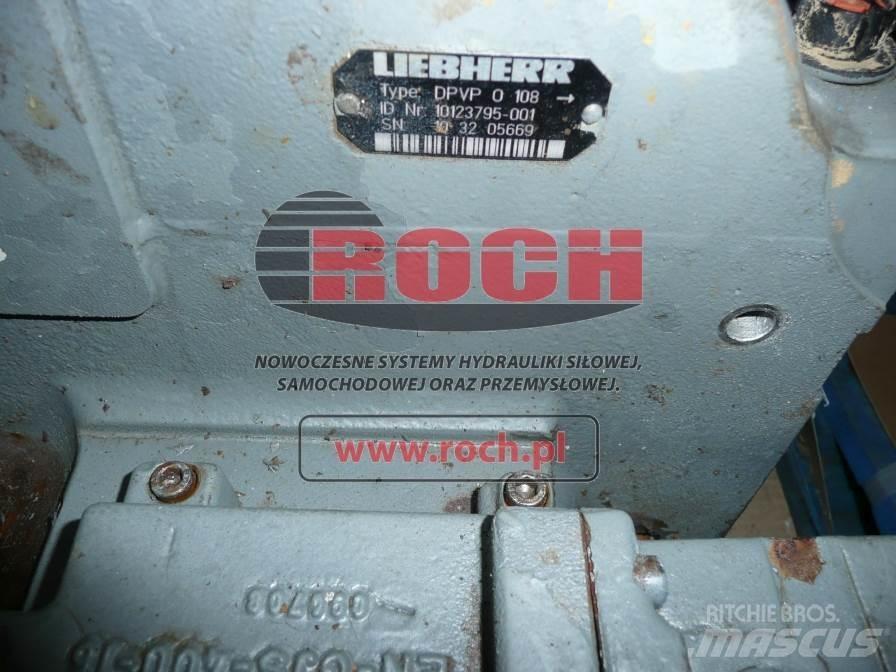 LIEBHERR
Type: DPVP O 108 →
ID Nr 10123795-001
SN 10 32 05669
ROCH
NOWOCZESNE SYSTEMY HYDRAULIKI SIŁOWEJ,
SAMOCHODOWEJ ORAZ PRZEMYSŁOWEJ.
www.roch.pl
RITCHIE BROS.
MASCUS